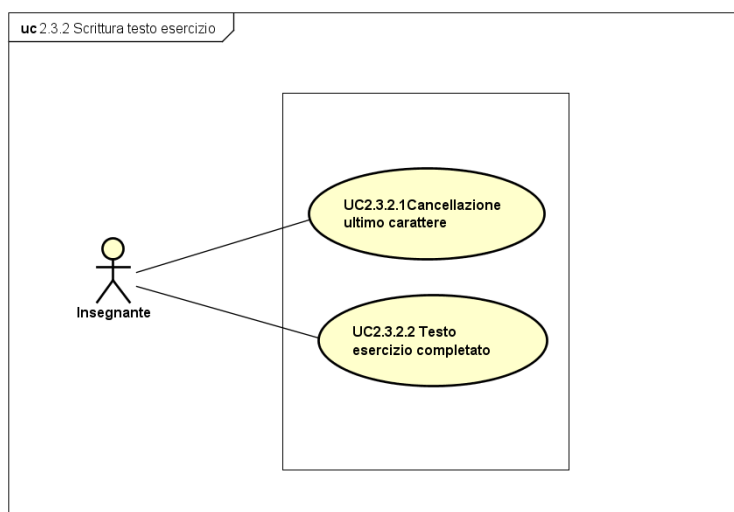 uc 2.3.2 Scrittura testo esercizio
UC2.3.2.1Cancellazione
ultimo carattere
Insegnante
UC2.3.2.2 Testo
esercizio completato